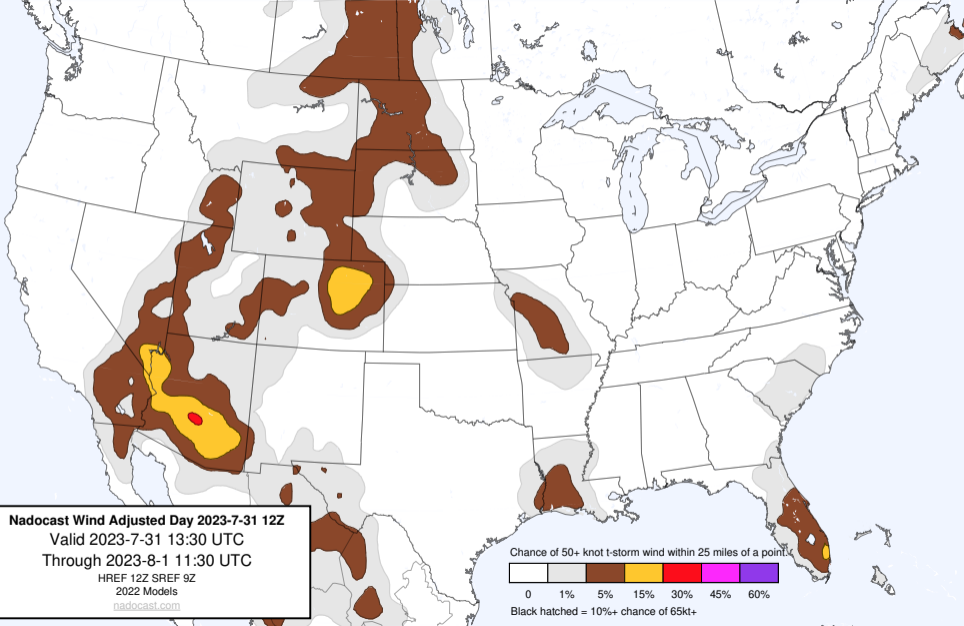 Nadocast Wind Adjusted Day 2023-7-31 12Z
Valid 2023-7-31 13:30 UTC
Through 2023-8-1 11:30 UTC
HREF 12Z SREF 9Z
2022 Models
nadocast.com
Chance of 50+ knot t-storm wind within 25 miles of a point.
0 1% 5% 15% 30% 45% 60%
Black hatched = 10%+ chance of 65kt+